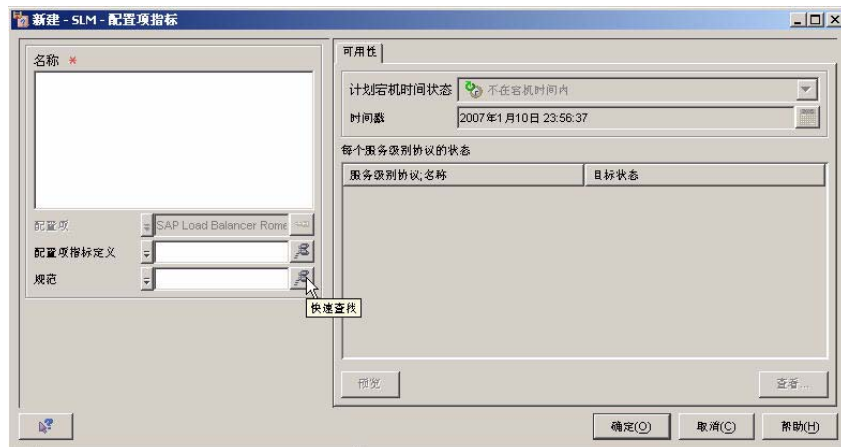 新建 - SLM - 配置项指标
名称 *
配置项
SAP Load Balancer Rome
配置项指标定义
规范
快速查找
可用性
计划宕机时间状态
不在宕机时间内
时间戳
2007年1月10日 23:56:37
每个服务级别协议的状态
服务级别协议;名称
目标状态
预览
查看...
确定(O)
取消(C)
帮助(H)